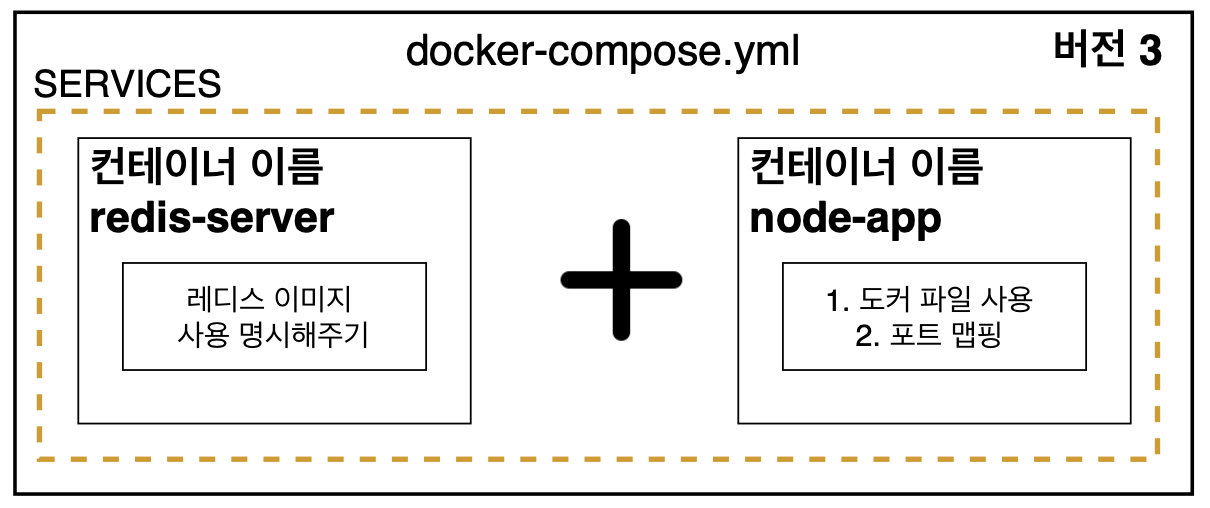 docker-compose.yml
버전 3
SERVICES
컨테이너 이름
redis-server
레디스 이미지
사용 명시해주기
컨테이너 이름
node-app
1. 도커 파일 사용
2. 포트 맵핑